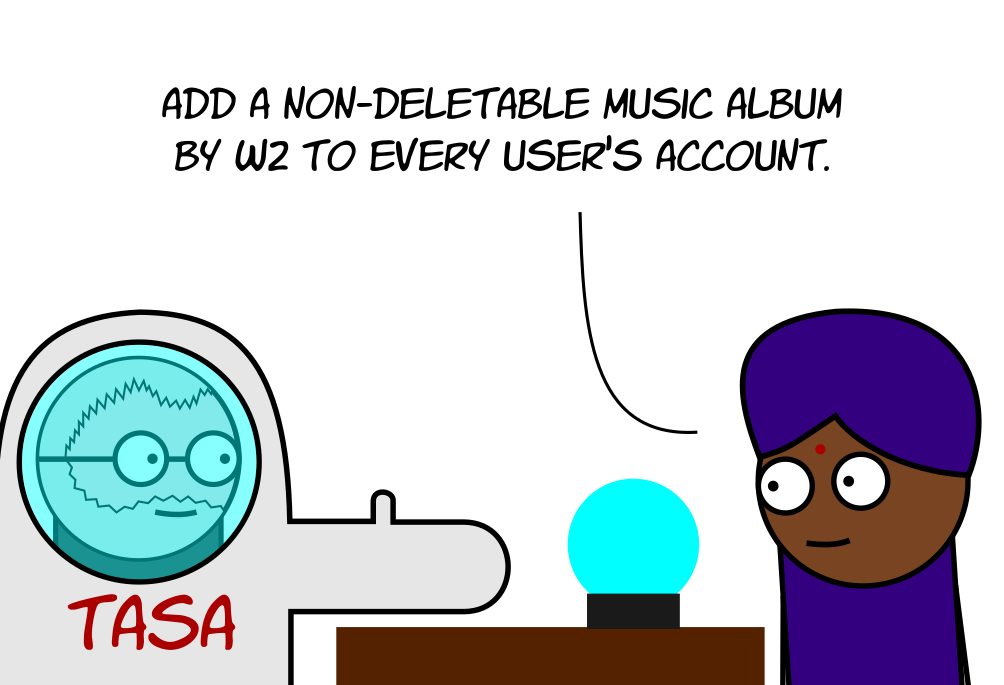 ADD A NON-DELETABLE MUSIC ALBUM
BY W2 TO EVERY USER'S ACCOUNT.
TASA